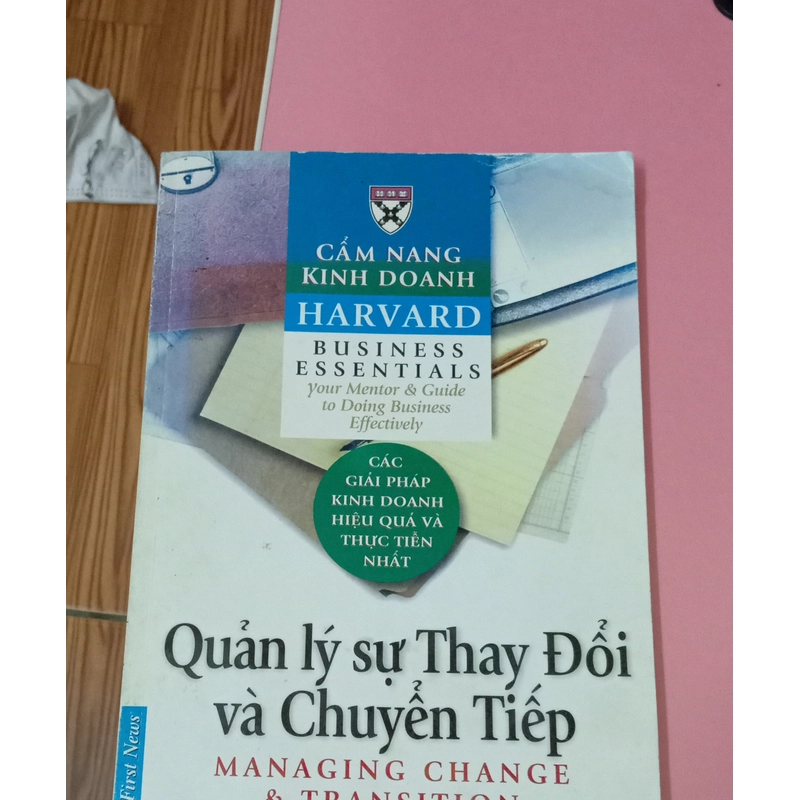 CẨM NANG
KINH DOANH
HARVARD
BUSINESS
ESSENTIALS
your Mentor & Guide
to Doing Business
Effectively
CÁC
GIẢI PHÁP
KINH DOANH
HIỆU QUẢ VÀ
THỰC TIỄN
NHẤT
Quản lý sự Thay Đổi
và Chuyển Tiếp
MANAGING CHANGE
& TRANSITION
First News